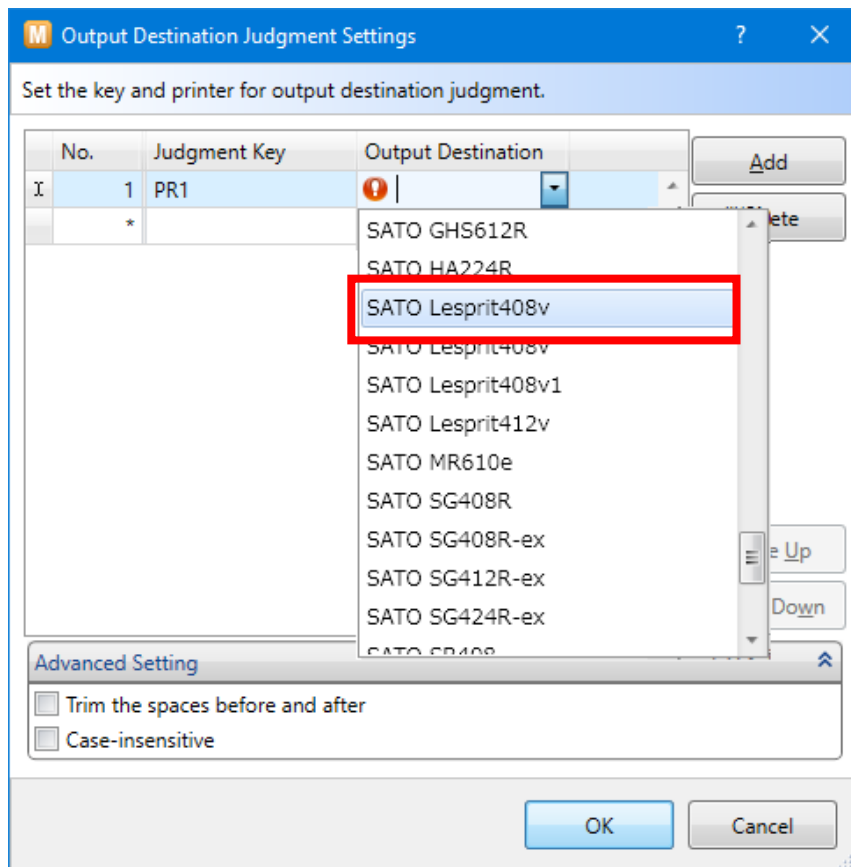 M Output Destination Judgment Settings ? ×
Set the key and printer for output destination judgment.
No. Judgment Key Output Destination
Add
1 PR1
ete
*
SATO GHS612R
SATO HA224R
SATO Lesprit408v
SATO Lesprit408v
SATO Lesprit408v1
SATO Lesprit412v
SATO MR610e
SATO SG408R
SATO SG408R-ex
e Up
SATO SG412R-ex
SATO SG424R-ex
Down
Advanced Setting
Trim the spaces before and after
Case-insensitive
OK Cancel